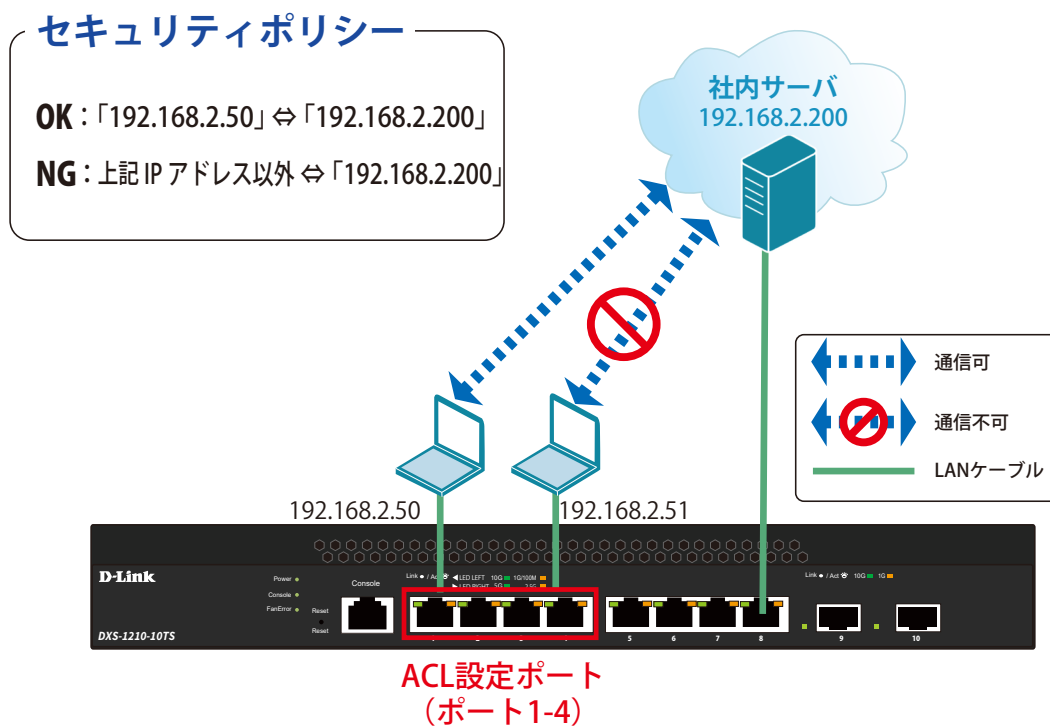 セキュリティポリシー
OK：「192.168.2.50」⇔「192.168.2.200」
NG：上記 IP アドレス以外 ⇔「192.168.2.200」
社内サーバ
192.168.2.200
通信可
通信不可
LANケーブル
192.168.2.50
192.168.2.51
D-Link
Power
Console
FanError
Reset
Reset
Console
Link ● / Act ◀LED LEFT 10G 1G/100M
▶LED RIGHT 5G 2.5G
Link ● / Act 10G 1G
5 6 7 8 9 10
DXS-1210-10TS
ACL設定ポート
（ポート1-4）